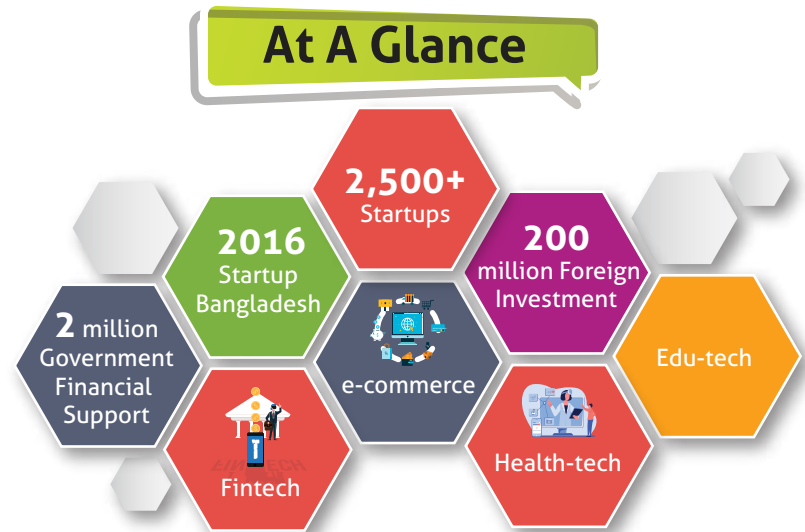 At A Glance
2,500+
Startups
2016
Startup
Bangladesh
200
million Foreign
Investment
2 million
Government
Financial
Support
e-commerce
Edu-tech
FINTECH
Fintech
Health-tech